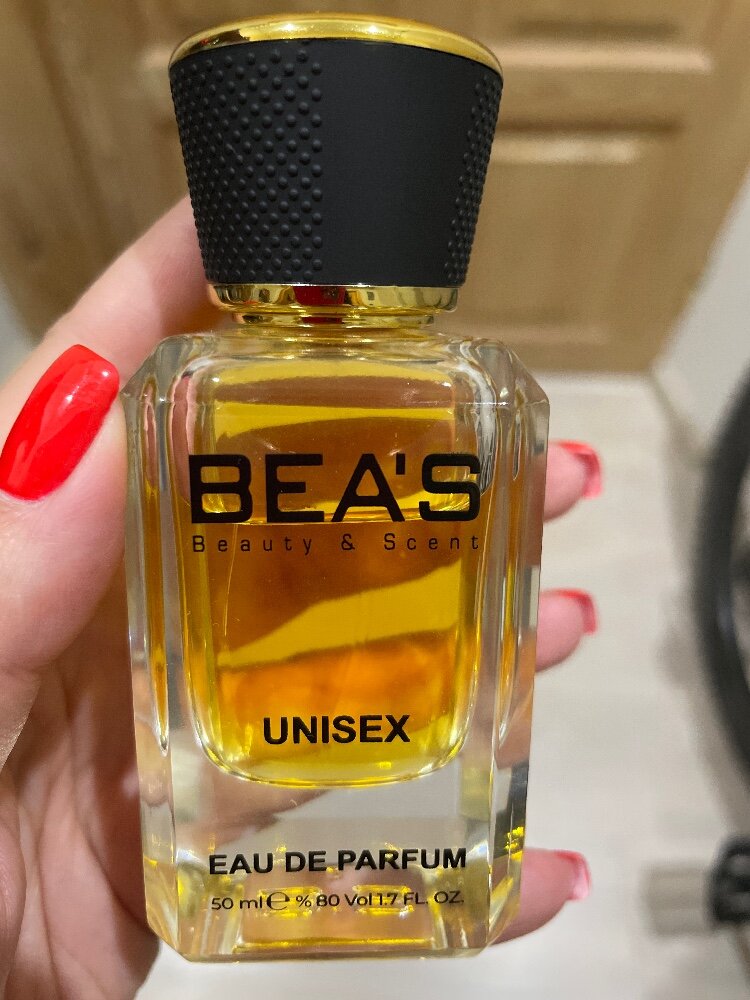 BEA'S
Beauty & Scent
UNISEX
EAU DE PARFUM
50 ml ℮ % 80 Vol 1.7 FL. OZ.